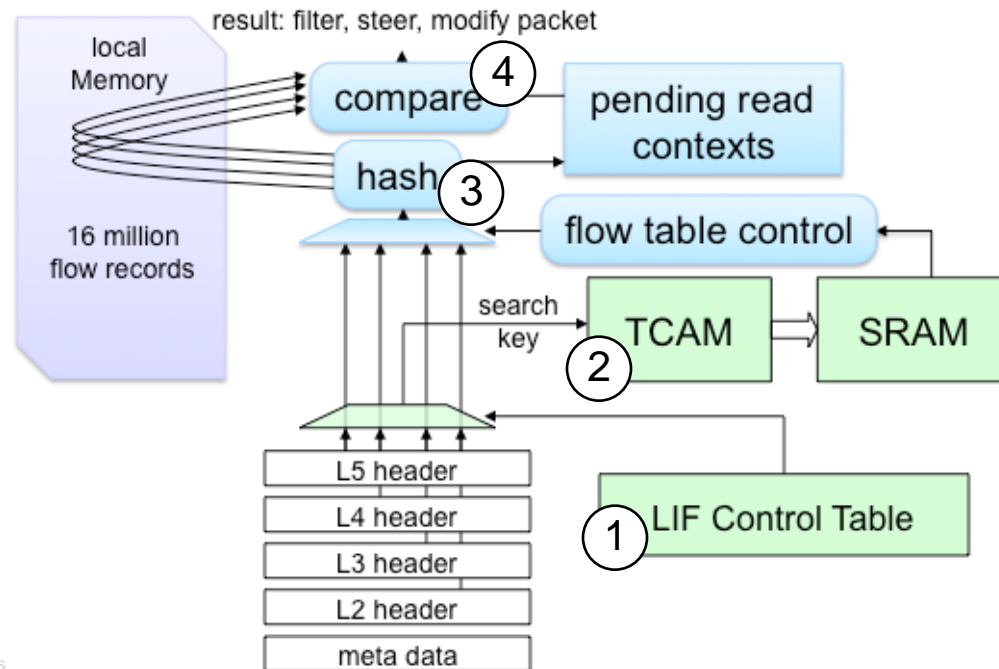 result: filter, steer, modify packet
local
Memory
4
compare
pending read
contexts
hash
3
16 million
flow records
flow table control
search
key
TCAM
SRAM
2
L5 header
L4 header
LIF Control Table
1
L3 header
L2 header
meta data
s